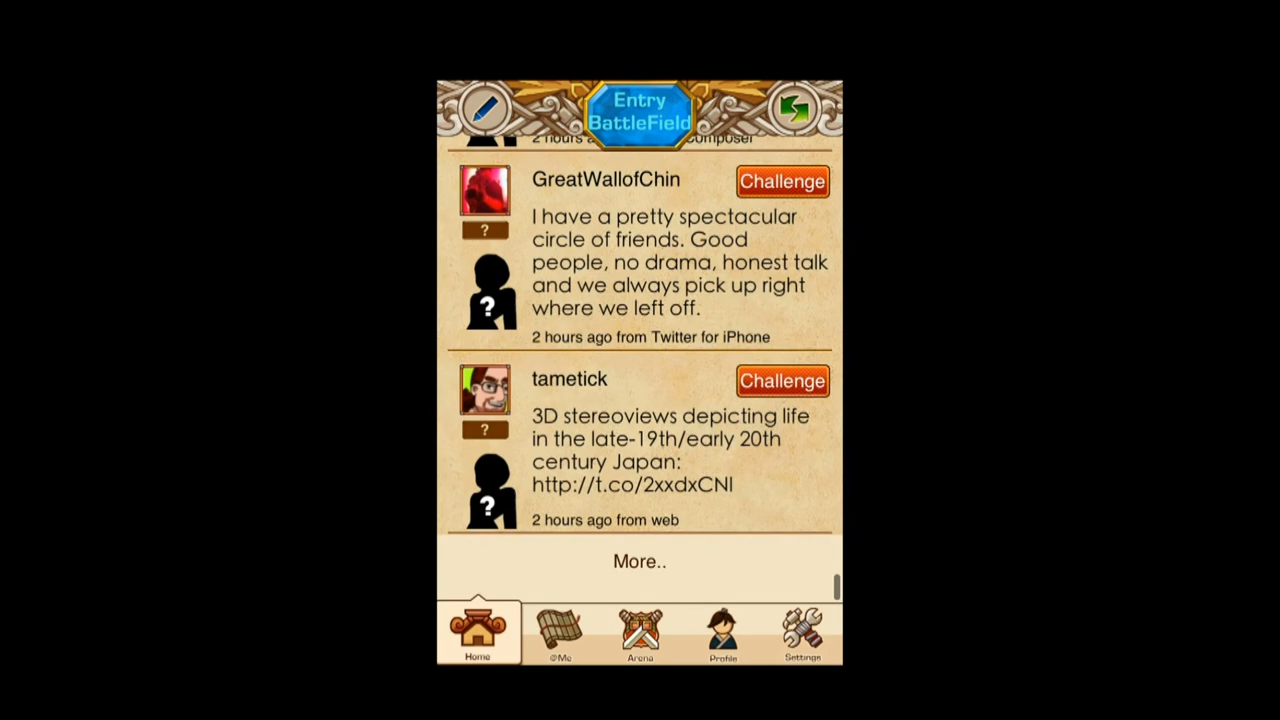 Entry
BattleField
2 hours a
Composer
GreatWallofChin
Challenge
I have a pretty spectacular
circle of friends. Good
people, no drama, honest talk
and we always pick up right
where we left off.
?
?
2 hours ago from Twitter for iPhone
tametick
Challenge
3D stereoviews depicting life
in the late-19th/early 20th
century Japan:
http://t.co/2xxdxCNl
?
?
2 hours ago from web
More..
Home
@Me
Arena
Profile
Settings